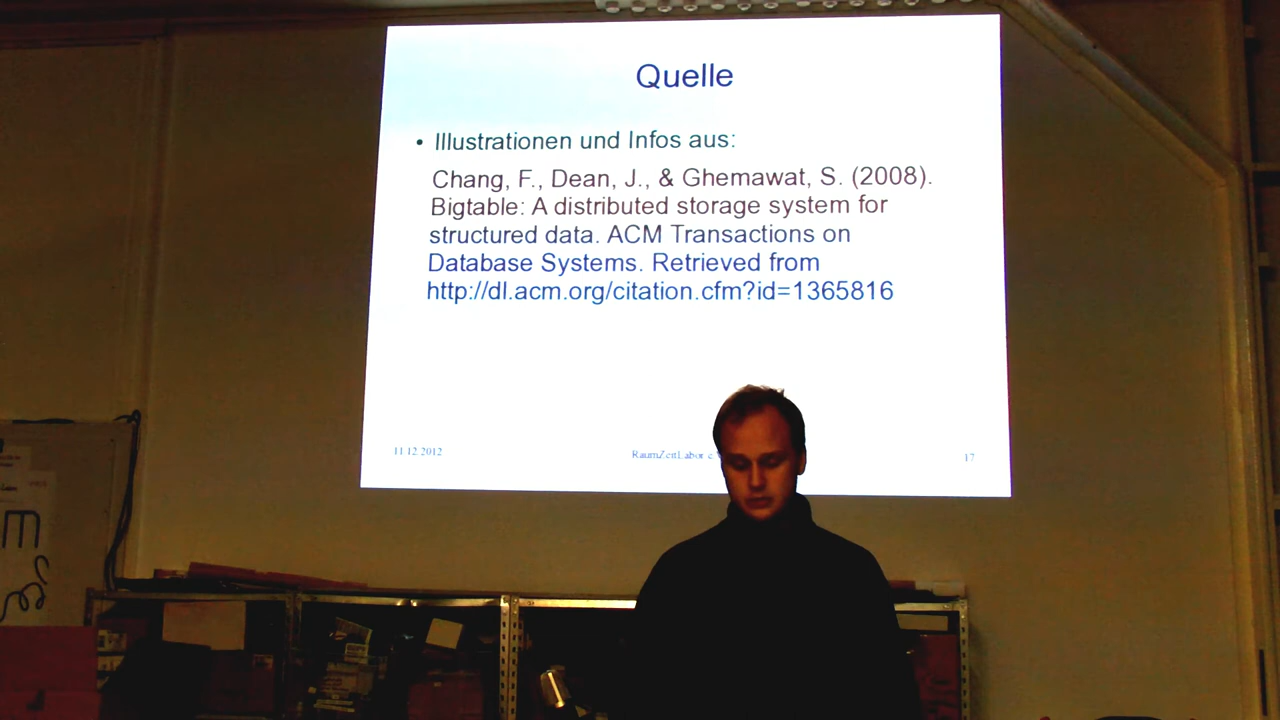 Quelle
• Illustrationen und Infos aus:
Chang, F., Dean, J., & Ghemawat, S. (2008).
Bigtable: A distributed storage system for
structured data. ACM Transactions on
Database Systems. Retrieved from
http://dl.acm.org/citation.cfm?id=1365816
11.12.2012
RaumZeitLabor e.
17